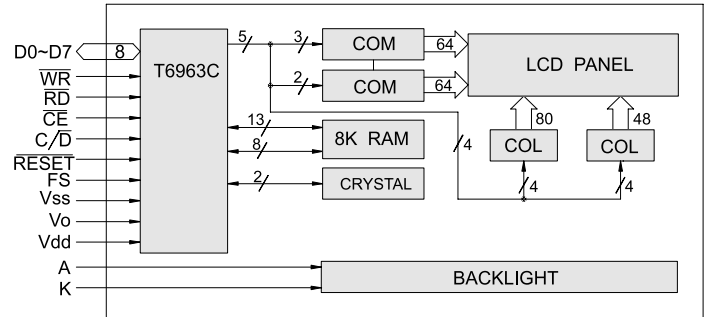 D0~D7
8
WR
RD
CE
C/D
RESET
FS
Vss
Vo
Vdd
A
K
T6963C
5
3
COM
64
2
COM
64
LCD PANEL
13
8
8K RAM
2
CRYSTAL
4
80
48
COL
COL
4
4
BACKLIGHT